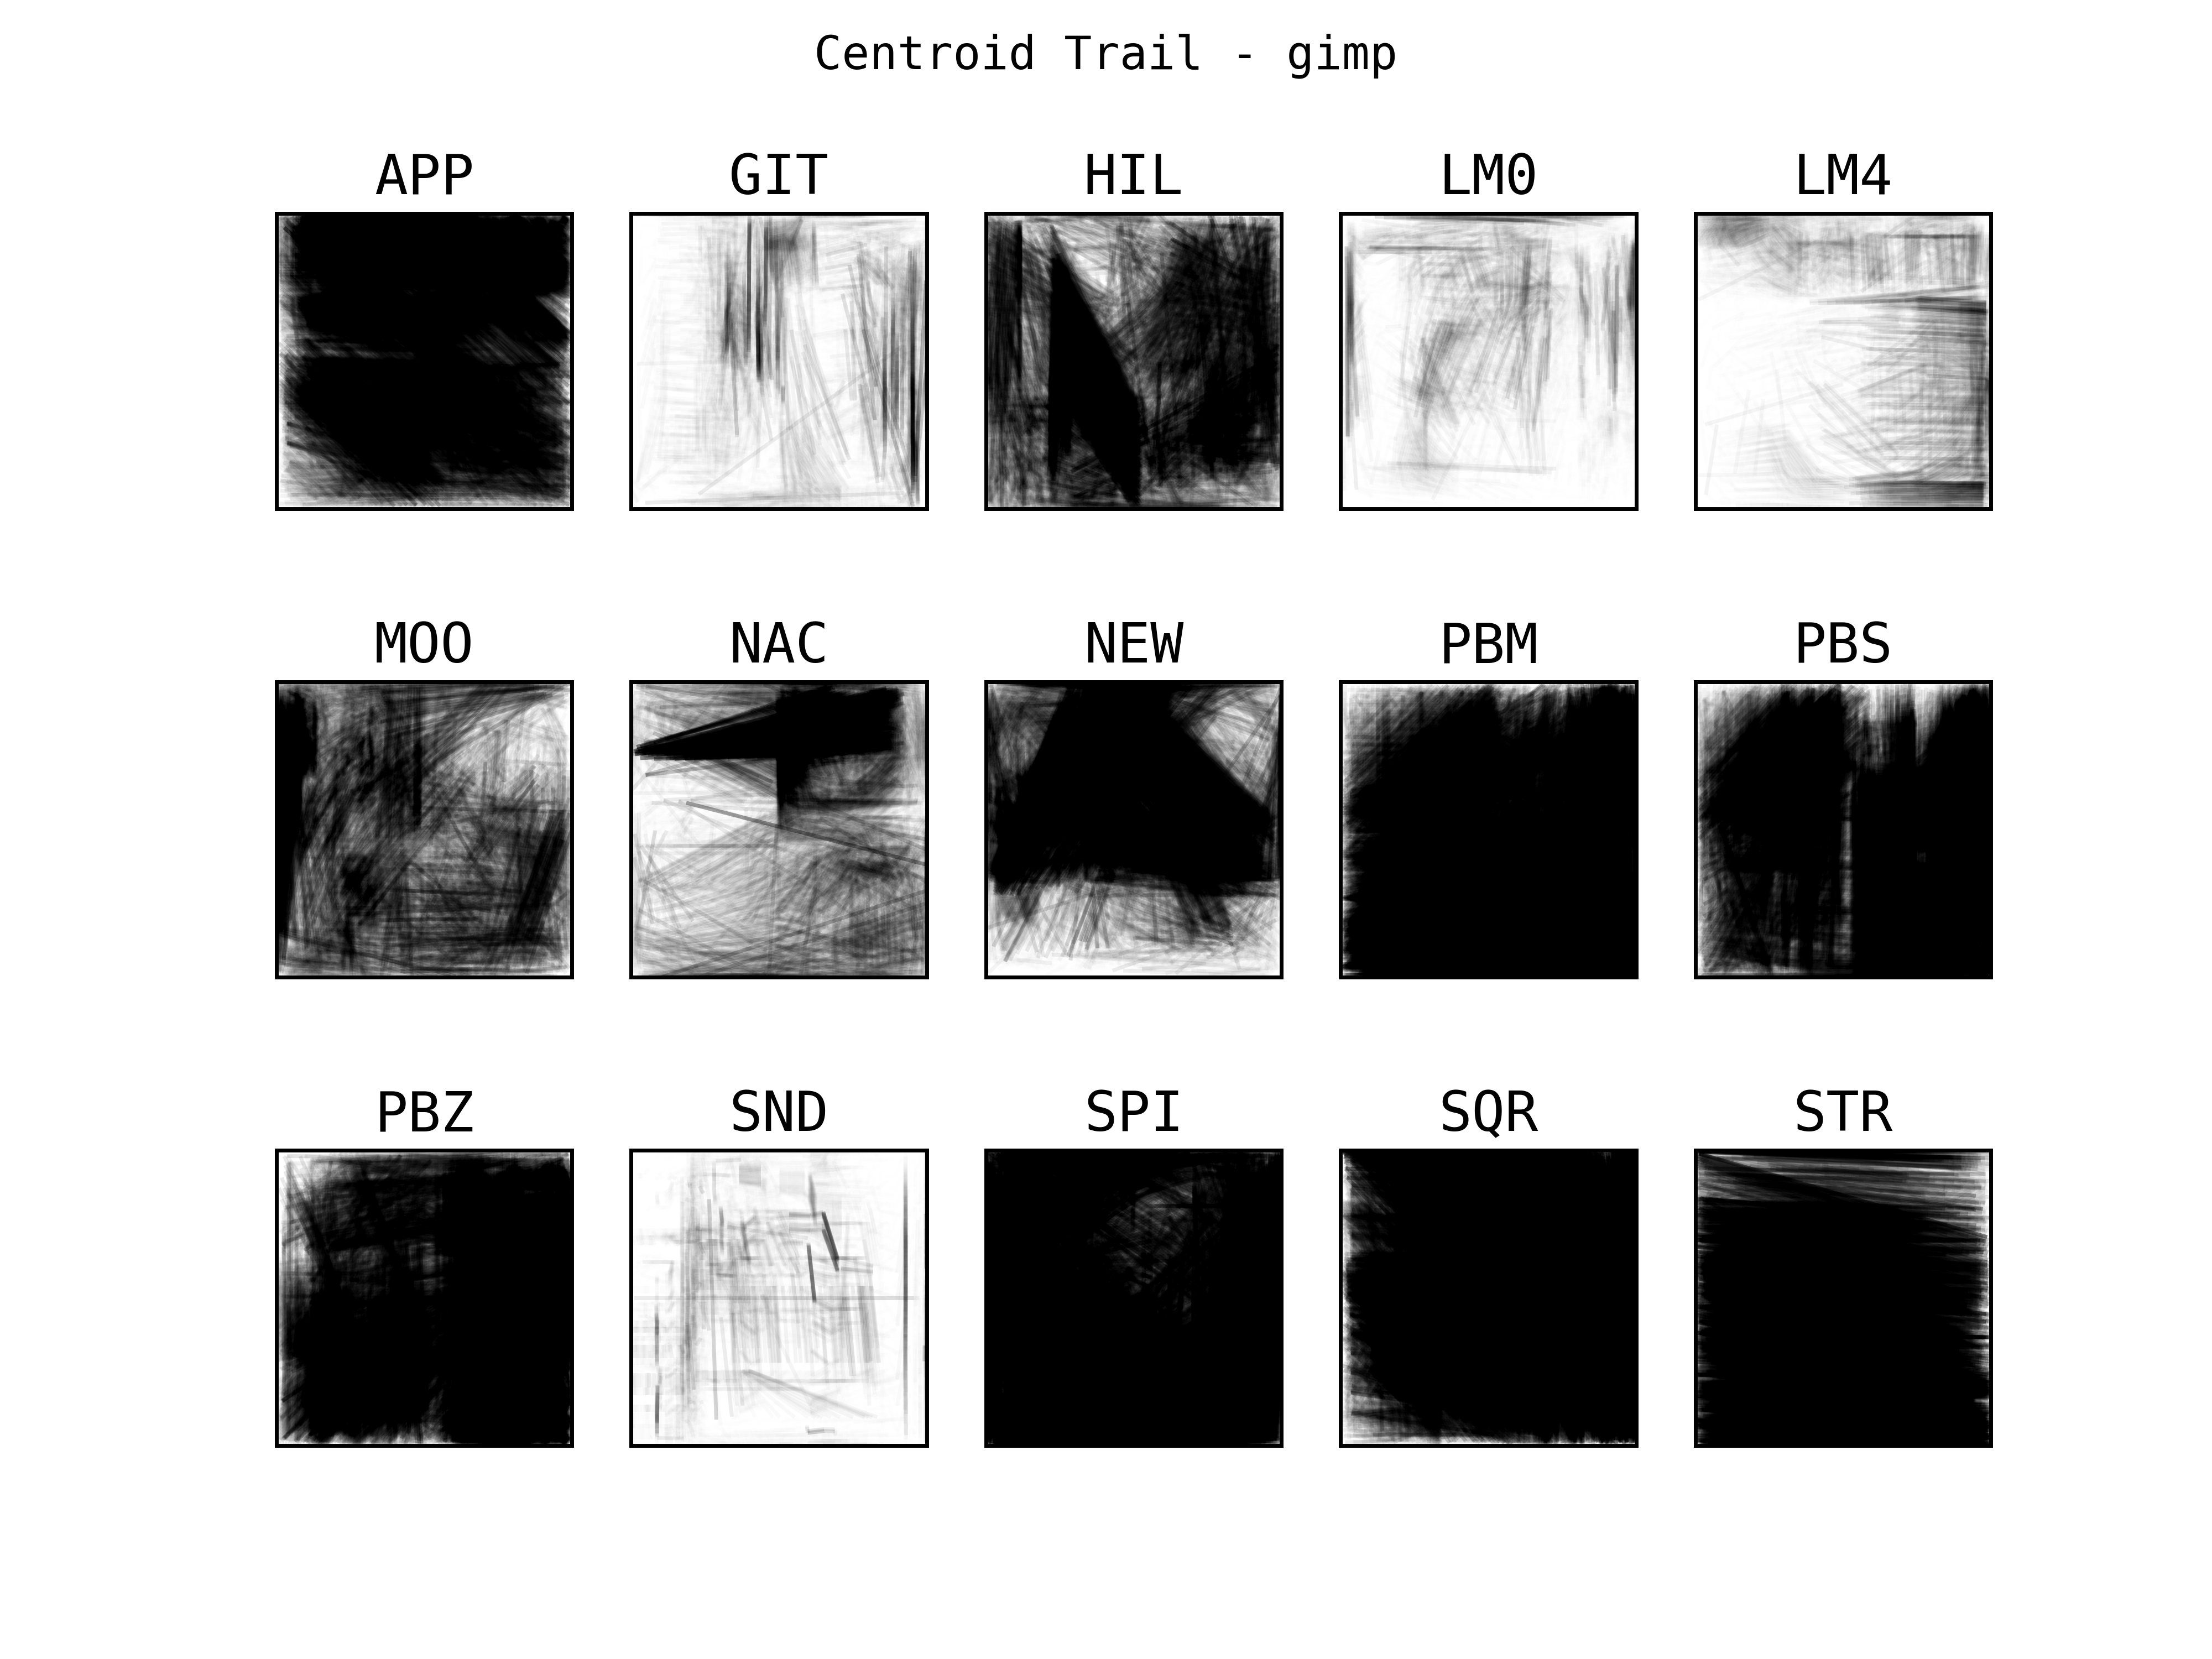 Centroid Trail - gimp
APP GIT HIL LM0 LM4
MOO NAC NEW PBM PBS
PBZ SND SPI SQR STR